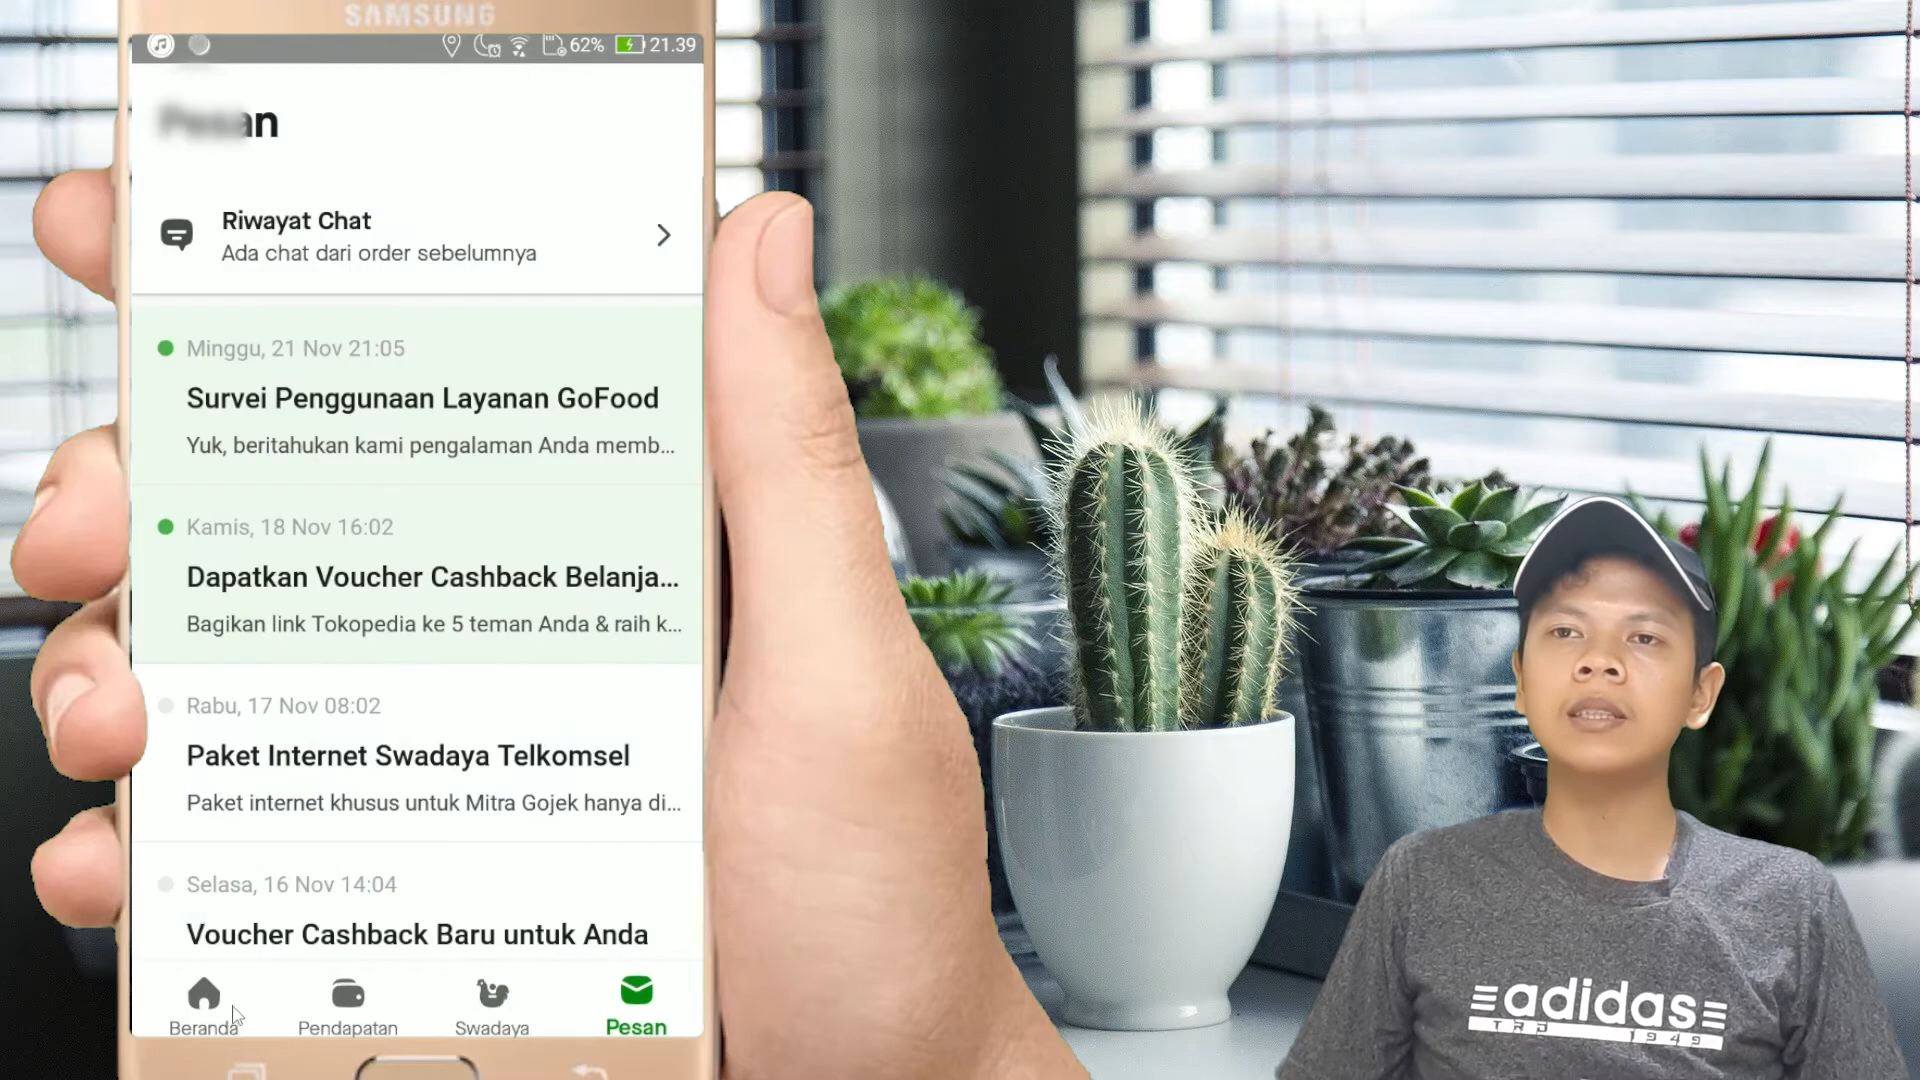 SAMSUNG
62% 21.39
Pesan
Riwayat Chat
Ada chat dari order sebelumnya
Minggu, 21 Nov 21:05
Survei Penggunaan Layanan GoFood
Yuk, beritahukan kami pengalaman Anda memb...
Kamis, 18 Nov 16:02
Dapatkan Voucher Cashback Belanja...
Bagikan link Tokopedia ke 5 teman Anda & raih k...
Rabu, 17 Nov 08:02
Paket Internet Swadaya Telkomsel
Paket internet khusus untuk Mitra Gojek hanya di...
Selasa, 16 Nov 14:04
Voucher Cashback Baru untuk Anda
Beranda Pendapatan Swadaya Pesan
adidas
TRD 1949